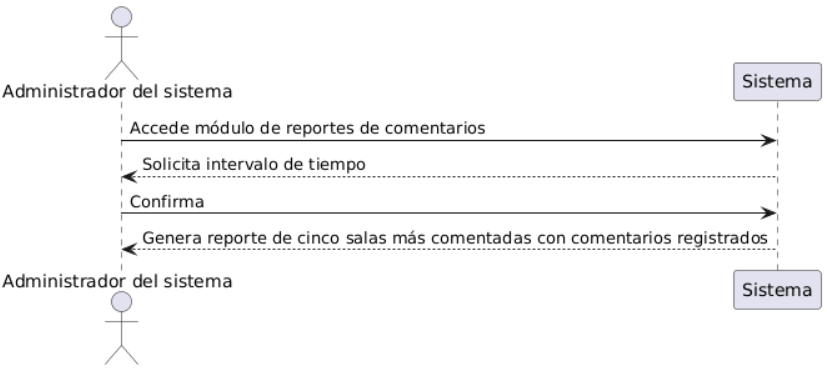 Administrador del sistema
Sistema
Accede módulo de reportes de comentarios
Solicita intervalo de tiempo
Confirma
Genera reporte de cinco salas más comentadas con comentarios registrados
Administrador del sistema
Sistema